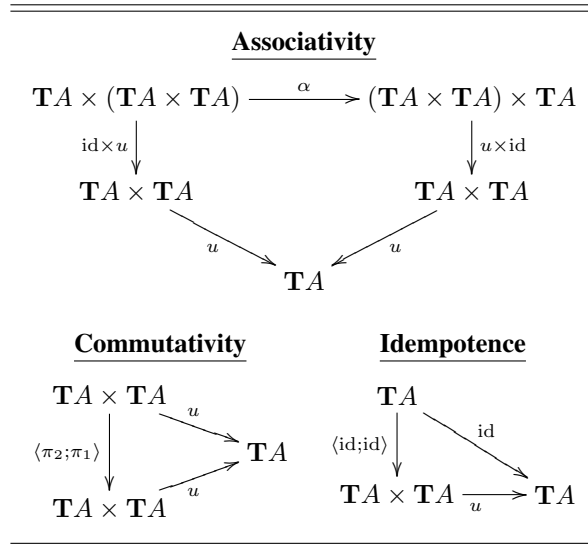 Associativity
𝐓A × (𝐓A × 𝐓A) α (𝐓A × 𝐓A) × 𝐓A
id×u u×id
𝐓A × 𝐓A 𝐓A × 𝐓A
u u
𝐓A
Commutativity Idempotence
𝐓A × 𝐓A 𝐓A
u
⟨π₂;π₁⟩ 𝐓A ⟨id;id⟩ id
u
𝐓A × 𝐓A 𝐓A × 𝐓A u 𝐓A